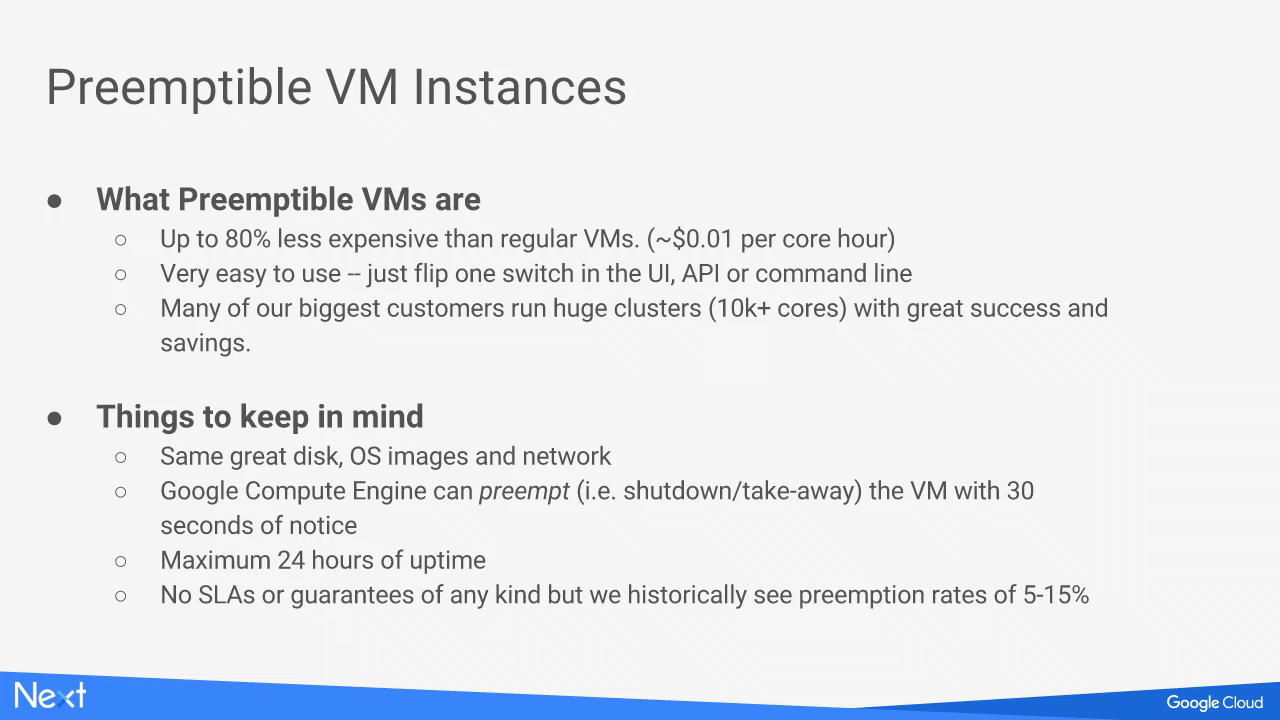 Preemptible VM Instances
● What Preemptible VMs are
○ Up to 80% less expensive than regular VMs. (~$0.01 per core hour)
○ Very easy to use -- just flip one switch in the UI, API or command line
○ Many of our biggest customers run huge clusters (10k+ cores) with great success and
savings.
● Things to keep in mind
○ Same great disk, OS images and network
○ Google Compute Engine can preempt (i.e. shutdown/take-away) the VM with 30
seconds of notice
○ Maximum 24 hours of uptime
○ No SLAs or guarantees of any kind but we historically see preemption rates of 5-15%
Next
Google Cloud